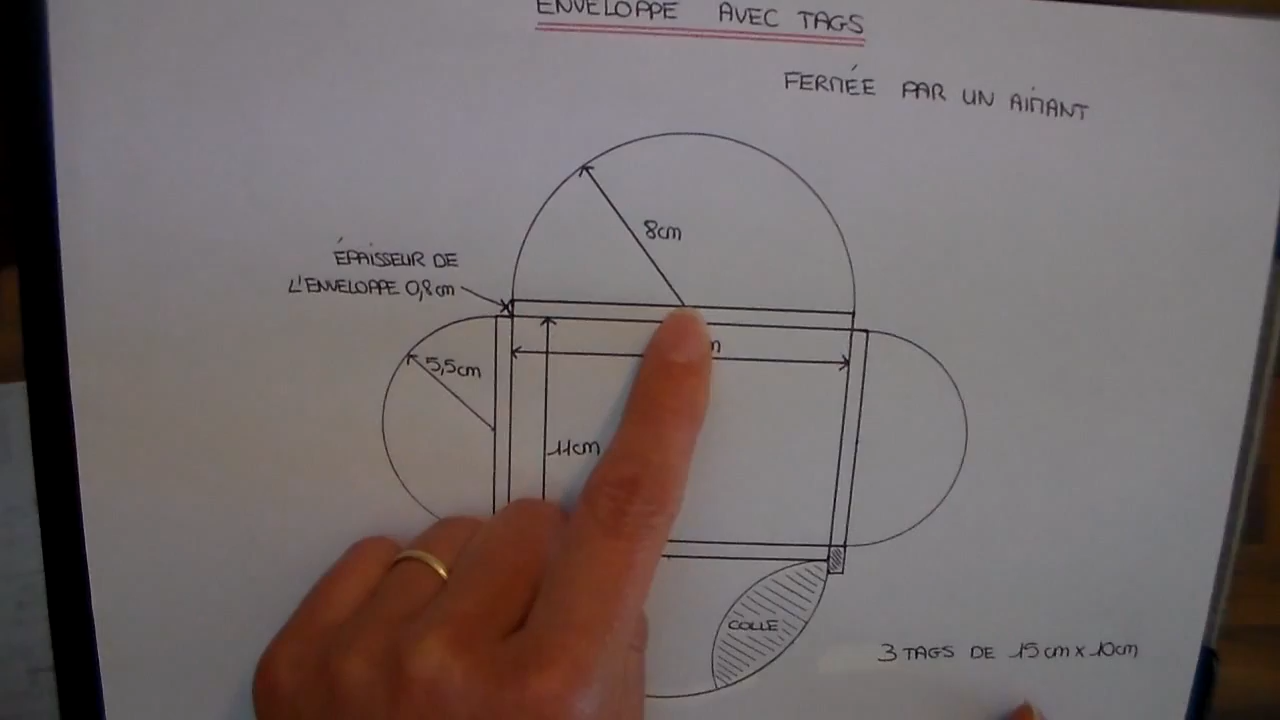 ENVELOPPE AVEC TAGS
FERMÉE PAR UN AIMANT
8cm
ÉPAISSEUR DE
L'ENVELOPPE 0,8cm
5,5cm
11cm
COLLE
3 TAGS DE 15cm x 10cm